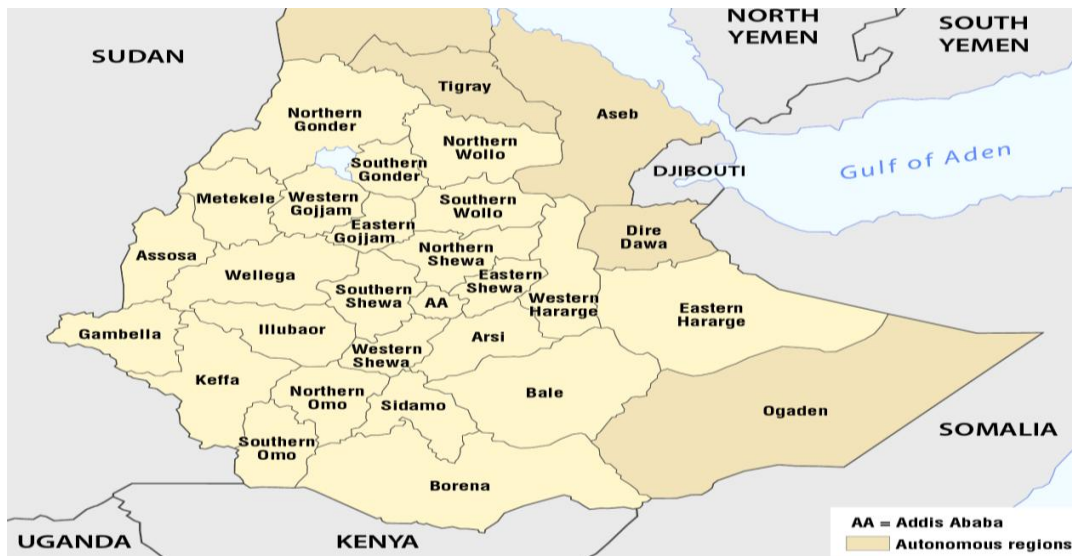 NORTH
YEMEN
SOUTH
YEMEN
SUDAN
Tigray
Aseb
Northern
Gonder
Northern
Wollo
Southern
Gonder
DJIBOUTI
Gulf of Aden
Metekele
Western
Gojjam
Southern
Wollo
Eastern
Gojjam
Dire
Dawa
Assosa
Northern
Shewa
Wellega
Eastern
Shewa
Southern
Shewa
AA
Western
Hararge
Eastern
Hararge
Gambella
Illubaor
Arsi
Western
Shewa
Keffa
Northern
Omo
Sidamo
Bale
Ogaden
SOMALIA
Southern
Omo
Borena
UGANDA
KENYA
AA = Addis Ababa
Autonomous regions